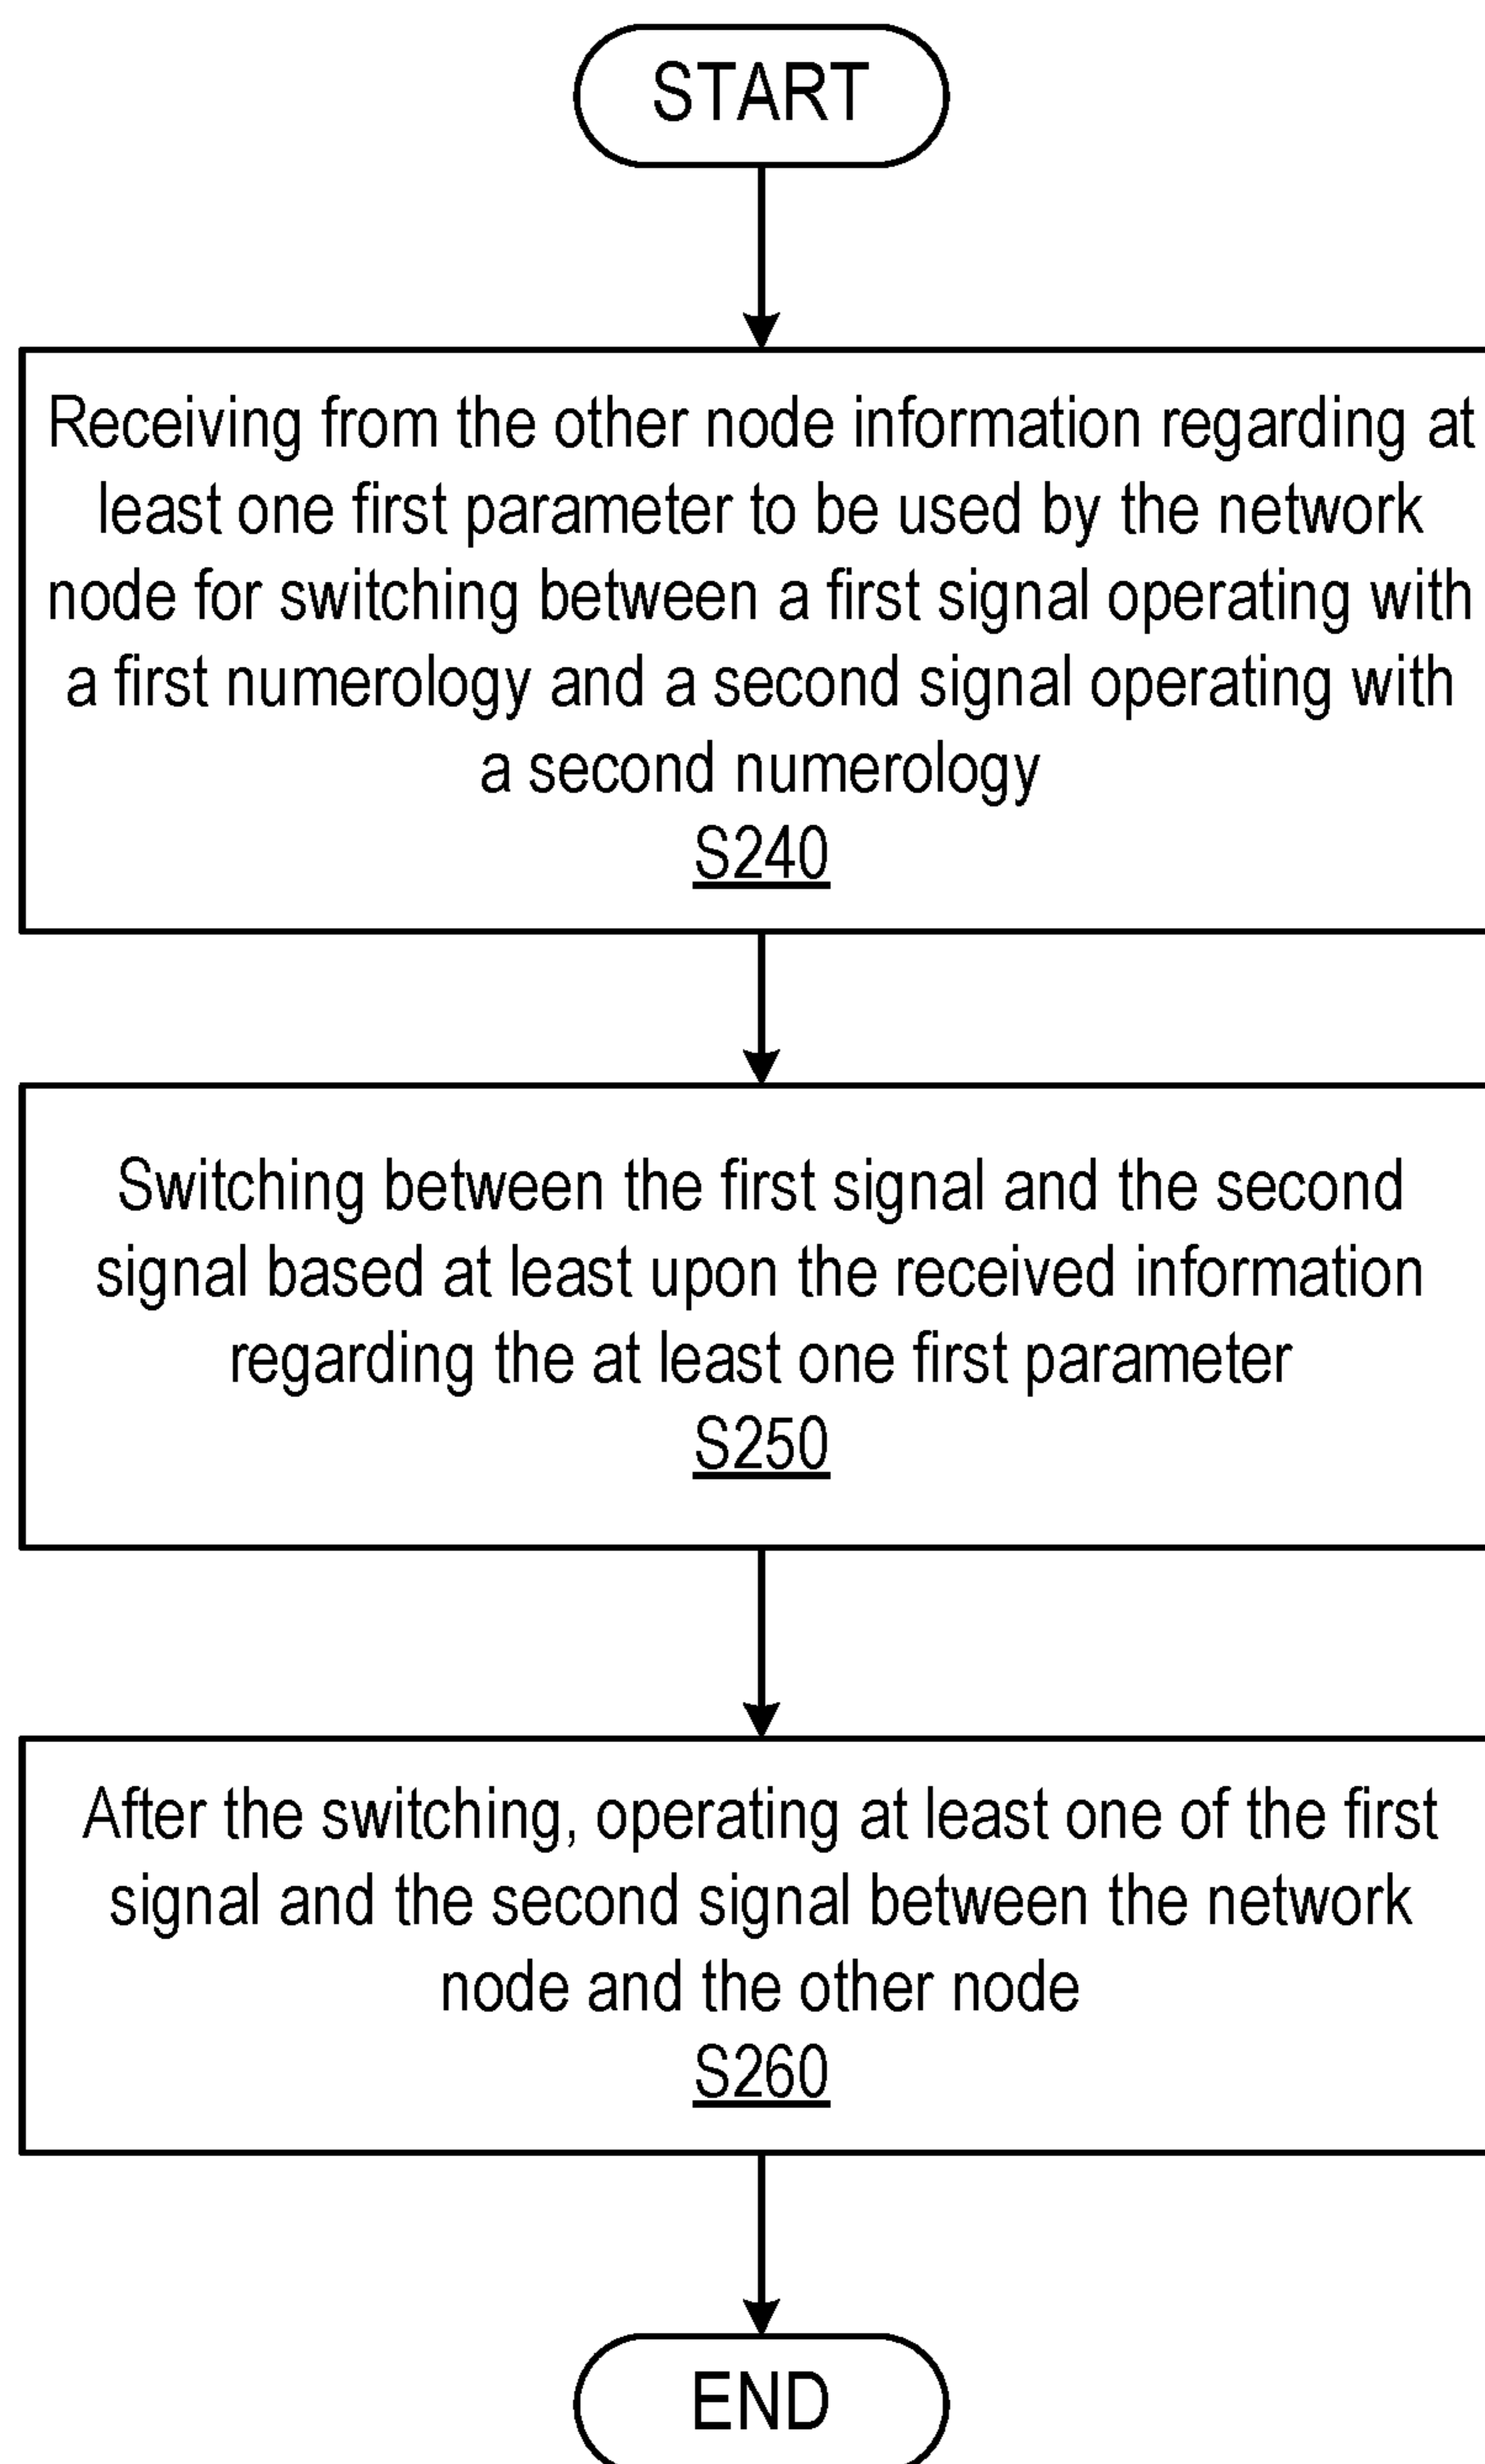 START
Receiving from the other node information regarding at
least one first parameter to be used by the network
node for switching between a first signal operating with
a first numerology and a second signal operating with
a second numerology
S240
Switching between the first signal and the second
signal based at least upon the received information
regarding the at least one first parameter
S250
After the switching, operating at least one of the first
signal and the second signal between the network
node and the other node
S260
END